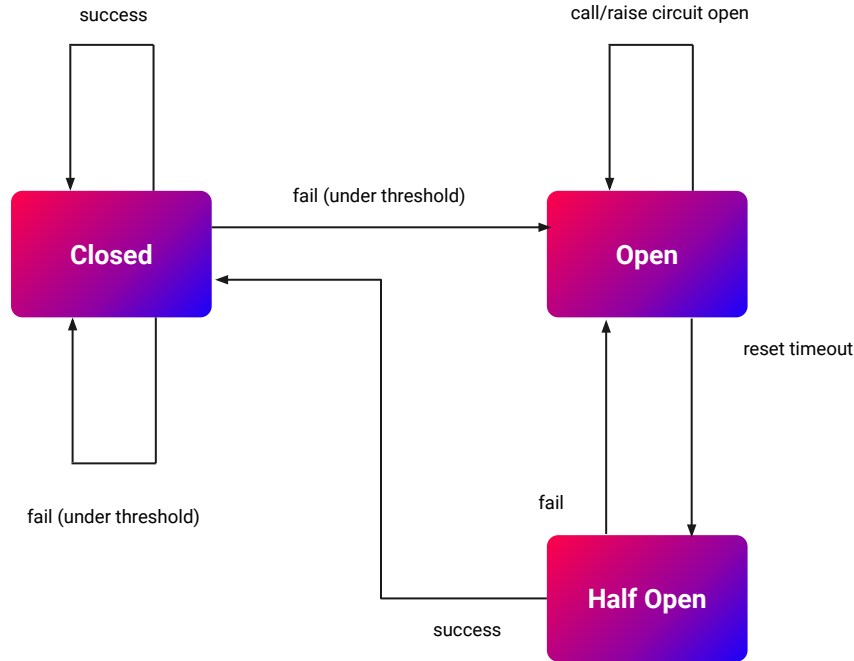 success
call/raise circuit open
fail (under threshold)
Closed
Open
reset timeout
fail
fail (under threshold)
Half Open
success